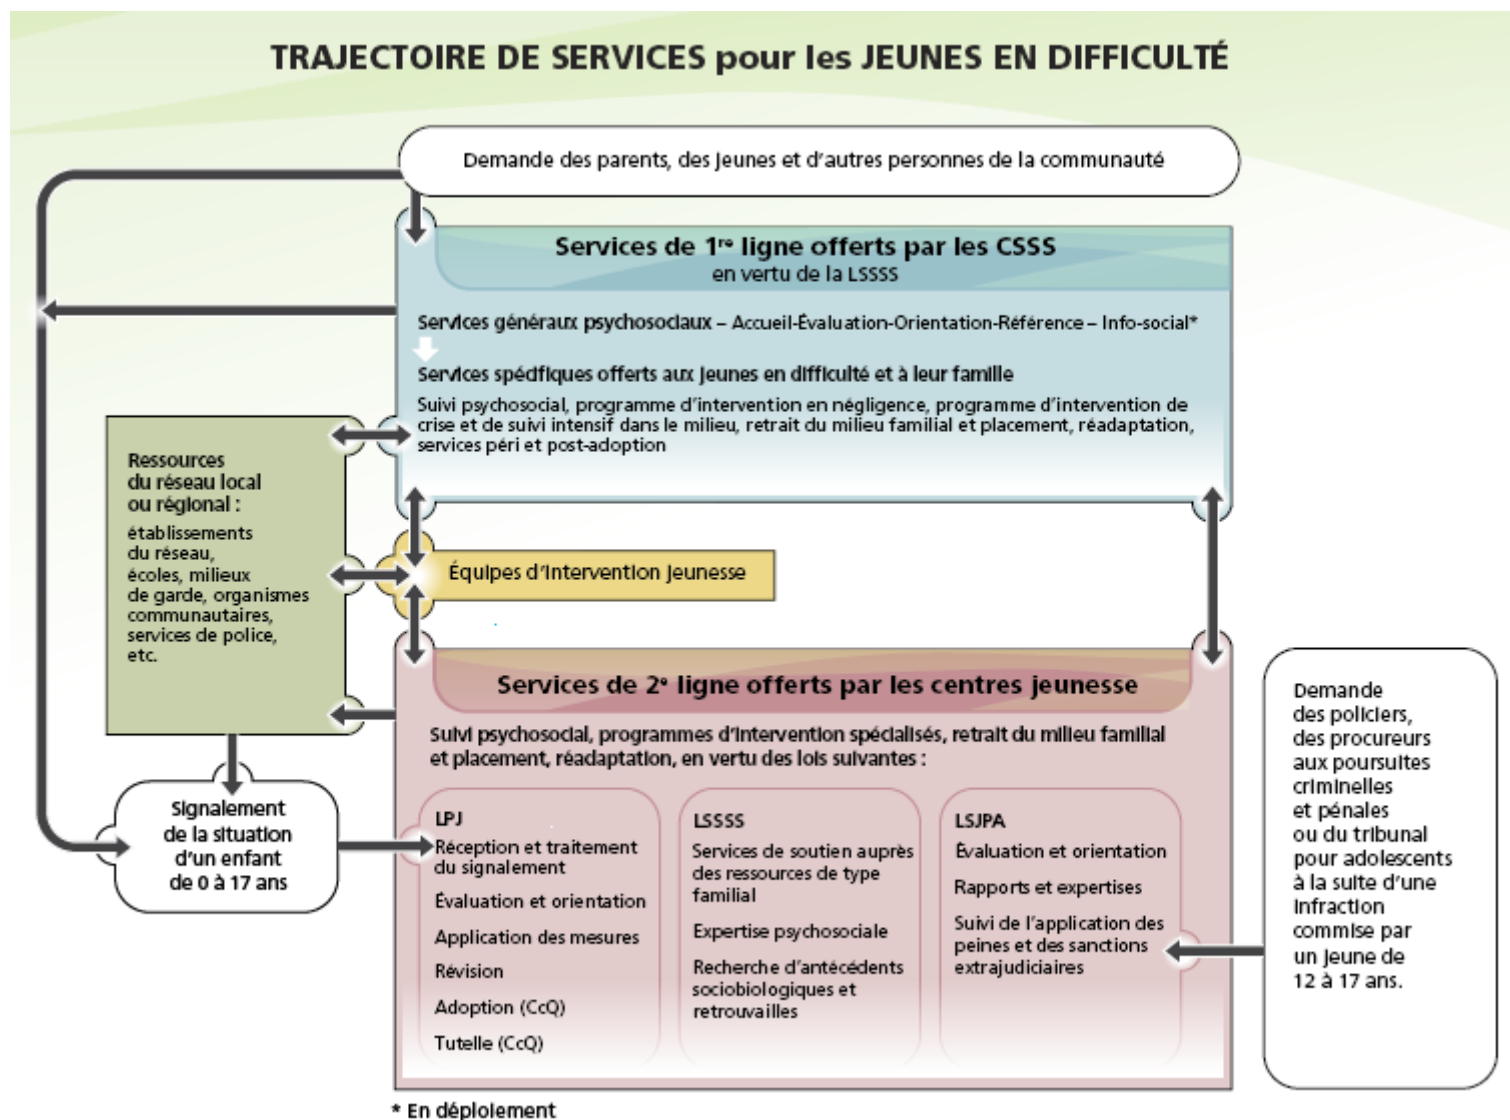 TRAJECTOIRE DE SERVICES pour les JEUNES EN DIFFICULTÉ
Demande des parents, des jeunes et d'autres personnes de la communauté
Services de 1re ligne offerts par les CSSS
en vertu de la LSSSS
Services généraux psychosociaux – Accueil-Évaluation-Orientation-Référence – Info-social*
Services spécifiques offerts aux jeunes en difficulté et à leur famille
Suivi psychosocial, programme d'intervention en négligence, programme d'intervention de
crise et de suivi intensif dans le milieu, retrait du milieu familial et placement, réadaptation,
services péri et post-adoption
Ressources
du réseau local
ou régional :
établissements
du réseau,
écoles, milieux
de garde, organismes
communautaires,
services de police,
etc.
Équipes d'intervention jeunesse
Services de 2e ligne offerts par les centres jeunesse
Suivi psychosocial, programmes d'intervention spécialisés, retrait du milieu familial
et placement, réadaptation, en vertu des lois suivantes :
Signalement
de la situation
d'un enfant
de 0 à 17 ans
LPJ
Réception et traitement
du signalement
Évaluation et orientation
Application des mesures
Révision
Adoption (CcQ)
Tutelle (CcQ)
LSSSS
Services de soutien auprès
des ressources de type
familial
Expertise psychosociale
Recherche d'antécédents
sociobiologiques et
retrouvailles
LSJPA
Évaluation et orientation
Rapports et expertises
Suivi de l'application des
peines et des sanctions
extrajudiciaires
Demande
des policiers,
des procureurs
aux poursuites
criminelles
et pénales
ou du tribunal
pour adolescents
à la suite d'une
infraction
commise par
un jeune de
12 à 17 ans.
* En déploiement